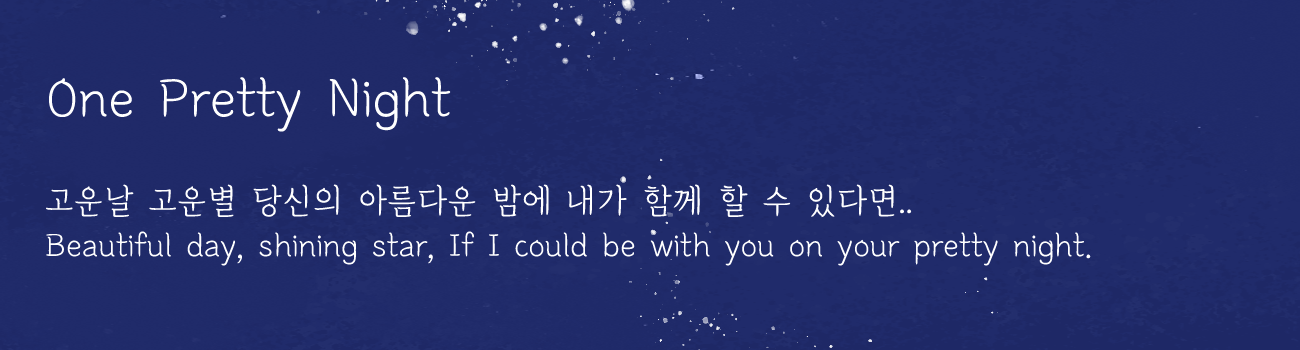 One Pretty Night
고운날 고운별 당신의 아름다운 밤에 내가 함께 할 수 있다면..
Beautiful day, shining star, If I could be with you on your pretty night.